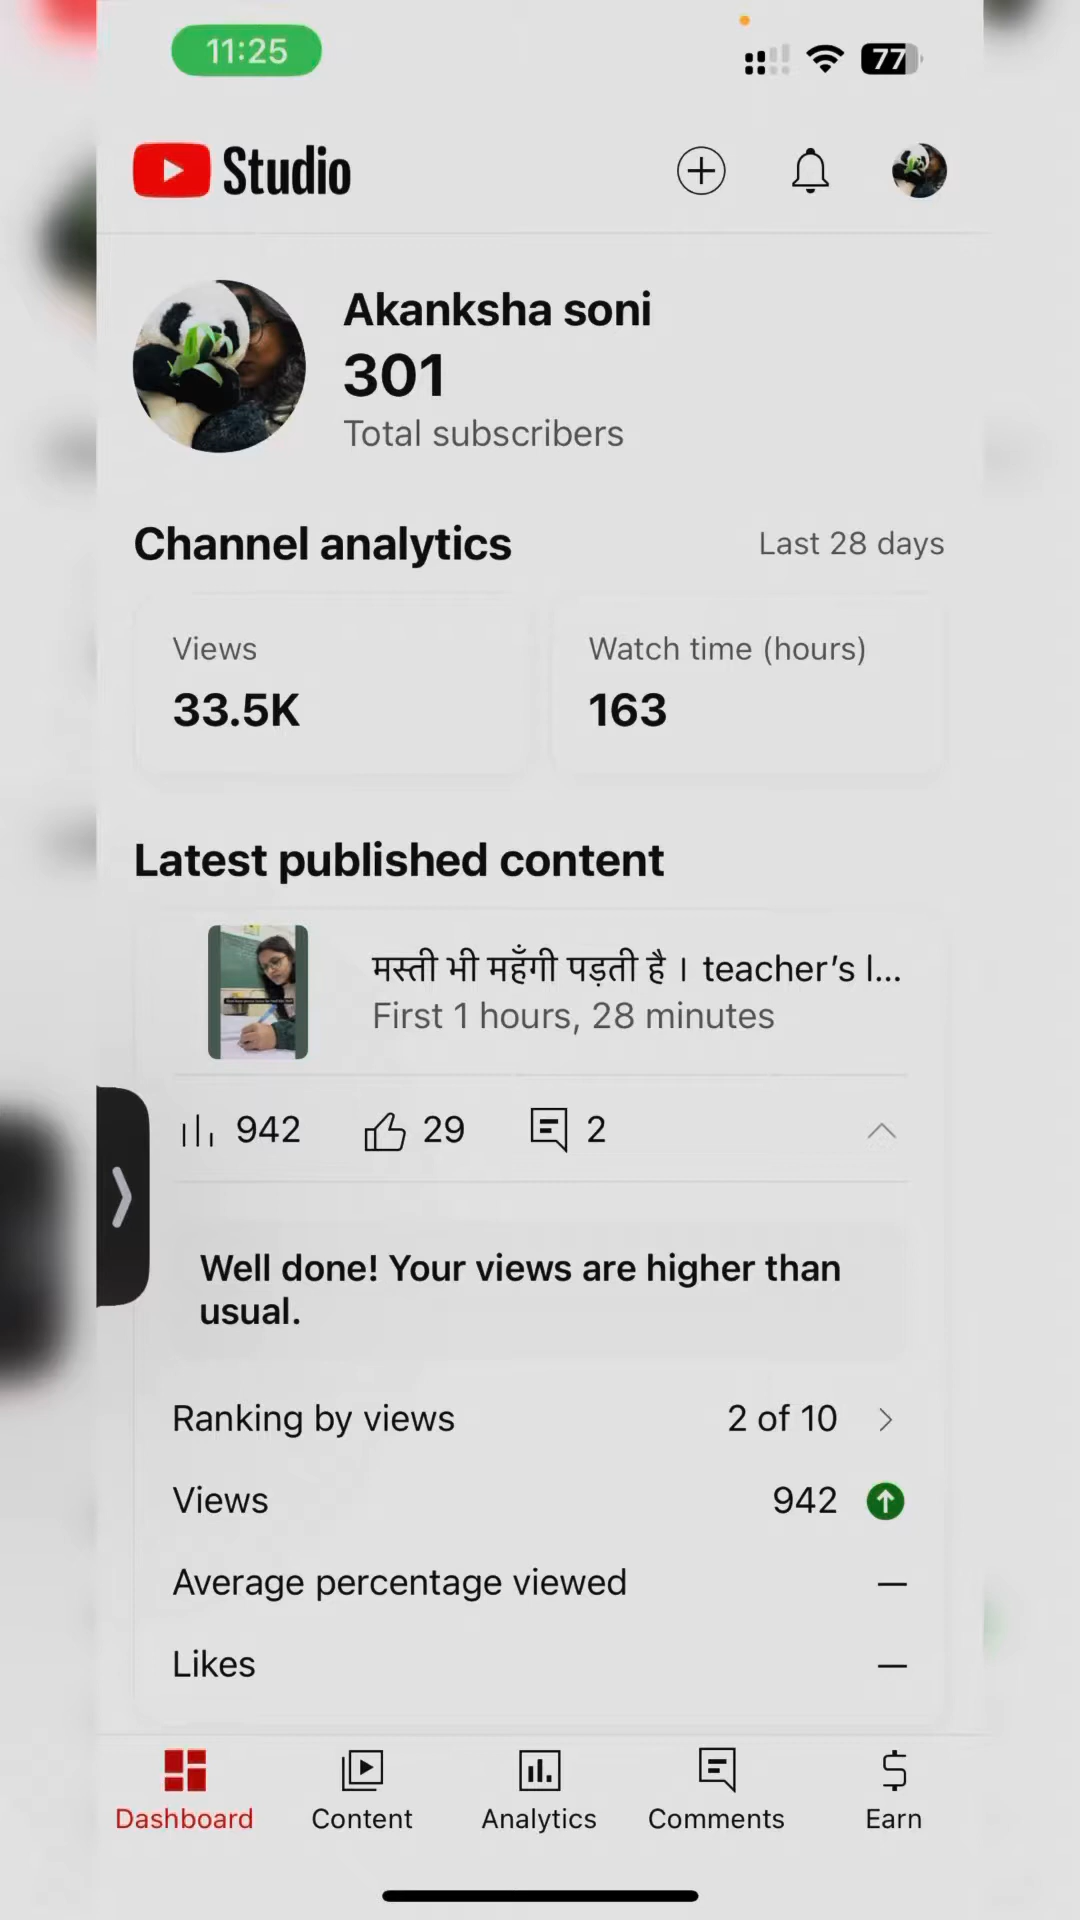 11:25
77
Studio
Akanksha soni
301
Total subscribers
Channel analytics
Last 28 days
Views
Watch time (hours)
33.5K
163
Latest published content
मस्ती भी महँगी पड़ती है । teacher’s l...
First 1 hours, 28 minutes
942
29
2
Well done! Your views are higher than
usual.
Ranking by views
2 of 10
Views
942
Average percentage viewed
—
Likes
—
Dashboard
Content
Analytics
Comments
Earn